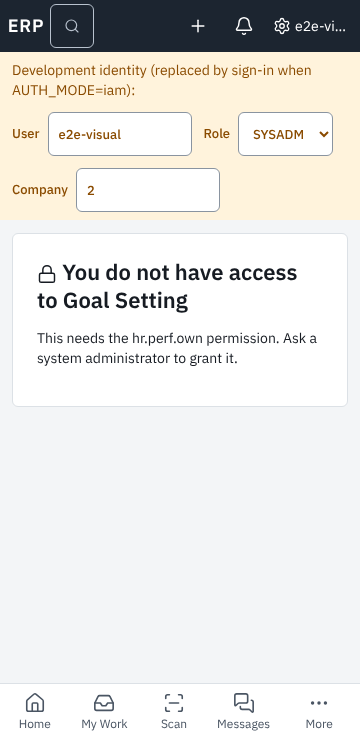 ERP
e2e-vi...
Development identity (replaced by sign-in when
AUTH_MODE=iam):
User e2e-visual Role SYSADM
Company 2
You do not have access
to Goal Setting
This needs the hr.perf.own permission. Ask a
system administrator to grant it.
Home My Work Scan Messages More